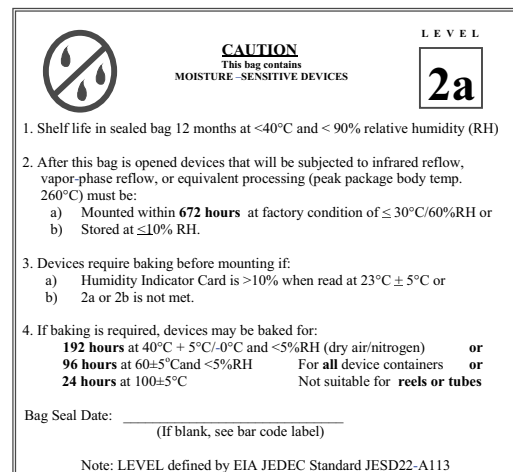 LEVEL
CAUTION
This bag contains
MOISTURE –SENSITIVE DEVICES
2a
1. Shelf life in sealed bag 12 months at <40°C and < 90% relative humidity (RH)
2. After this bag is opened devices that will be subjected to infrared reflow,
vapor-phase reflow, or equivalent processing (peak package body temp.
260°C) must be:
a) Mounted within 672 hours at factory condition of ≤ 30°C/60%RH or
b) Stored at ≤10% RH.
3. Devices require baking before mounting if:
a) Humidity Indicator Card is >10% when read at 23°C ± 5°C or
b) 2a or 2b is not met.
4. If baking is required, devices may be baked for:
192 hours at 40°C + 5°C/-0°C and <5%RH (dry air/nitrogen) or
96 hours at 60±5°Cand <5%RH For all device containers or
24 hours at 100±5°C Not suitable for reels or tubes
Bag Seal Date: ____________________________
(If blank, see bar code label)
Note: LEVEL defined by EIA JEDEC Standard JESD22-A113